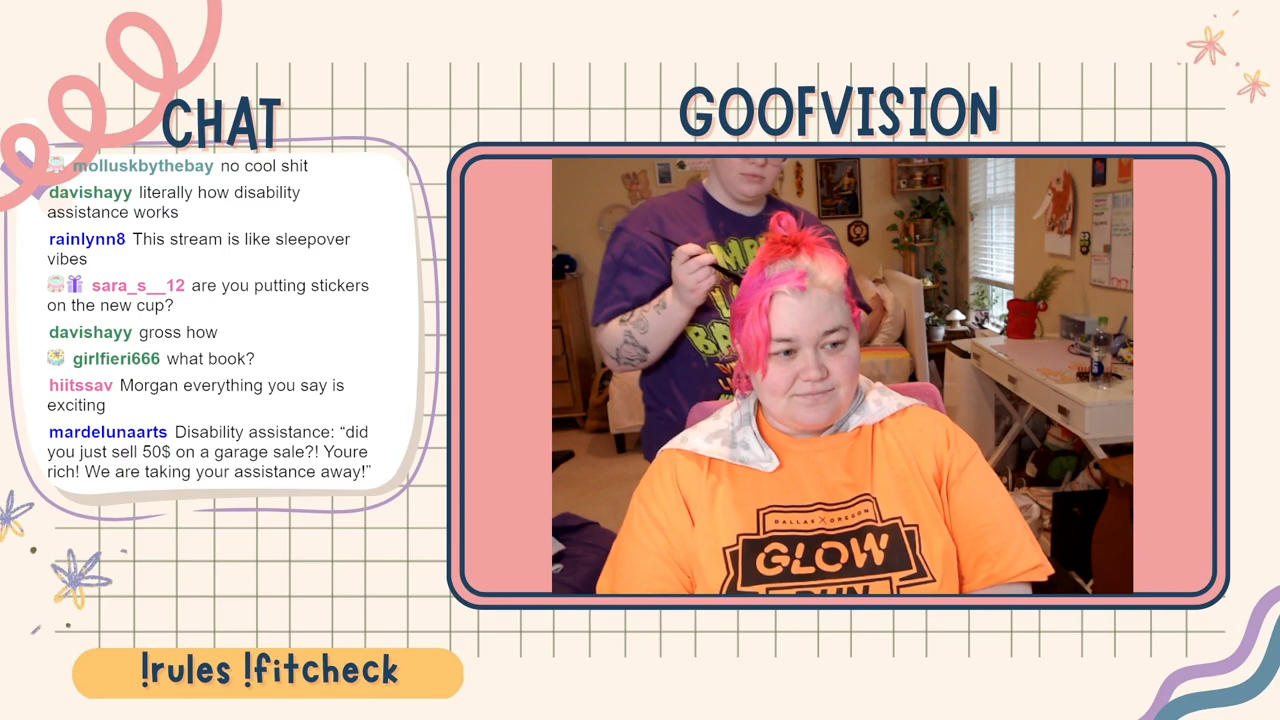 CHAT
GOOFVISION
molluskbythebay no cool shit
davishayy literally how disability
assistance works
rainlynn8 This stream is like sleepover
vibes
sara_s__12 are you putting stickers
on the new cup?
davishayy gross how
girlfieri666 what book?
hiitssav Morgan everything you say is
exciting
mardelunaarts Disability assistance: “did
you just sell 50$ on a garage sale?! Youre
rich! We are taking your assistance away!”
DALLAS OREGON
GLOW
RUN
!rules !fitcheck